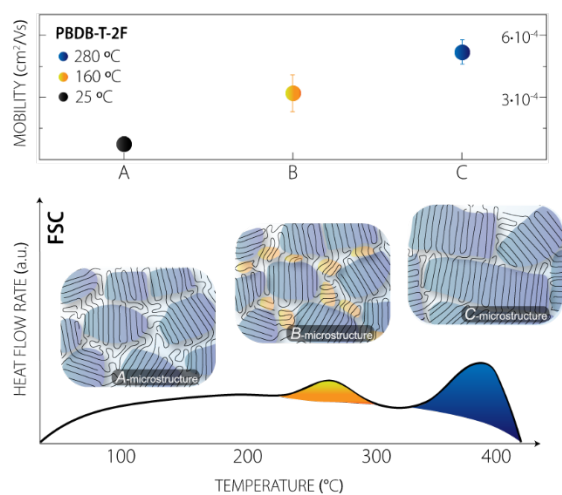 PBDB-T-2F
280 ºC
160 ºC
25 ºC
MOBILITY (cm²/Vs)
6·10⁻⁴
3·10⁻⁴
A B C
FSC
HEAT FLOW RATE (a.u.)
A-microstructure
B-microstructure
C-microstructure
100 200 300 400
TEMPERATURE (°C)